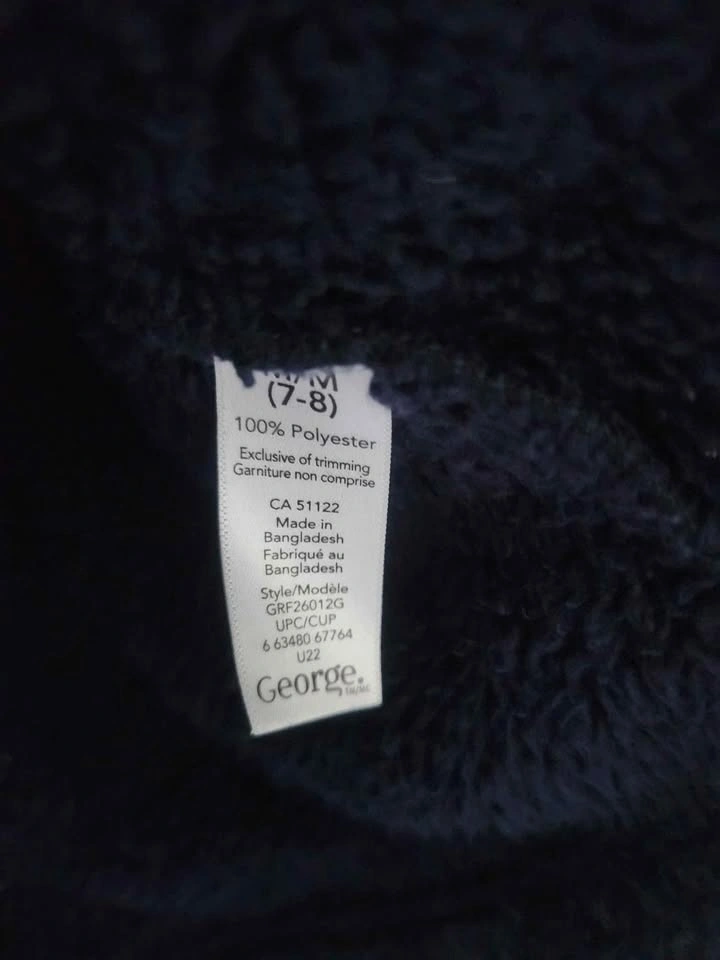 M/M
(7-8)
100% Polyester
Exclusive of trimming
Garniture non comprise
CA 51122
Made in
Bangladesh
Fabriqué au
Bangladesh
Style/Modèle
GRF26012G
UPC/CUP
6 63480 67764
U22
George.